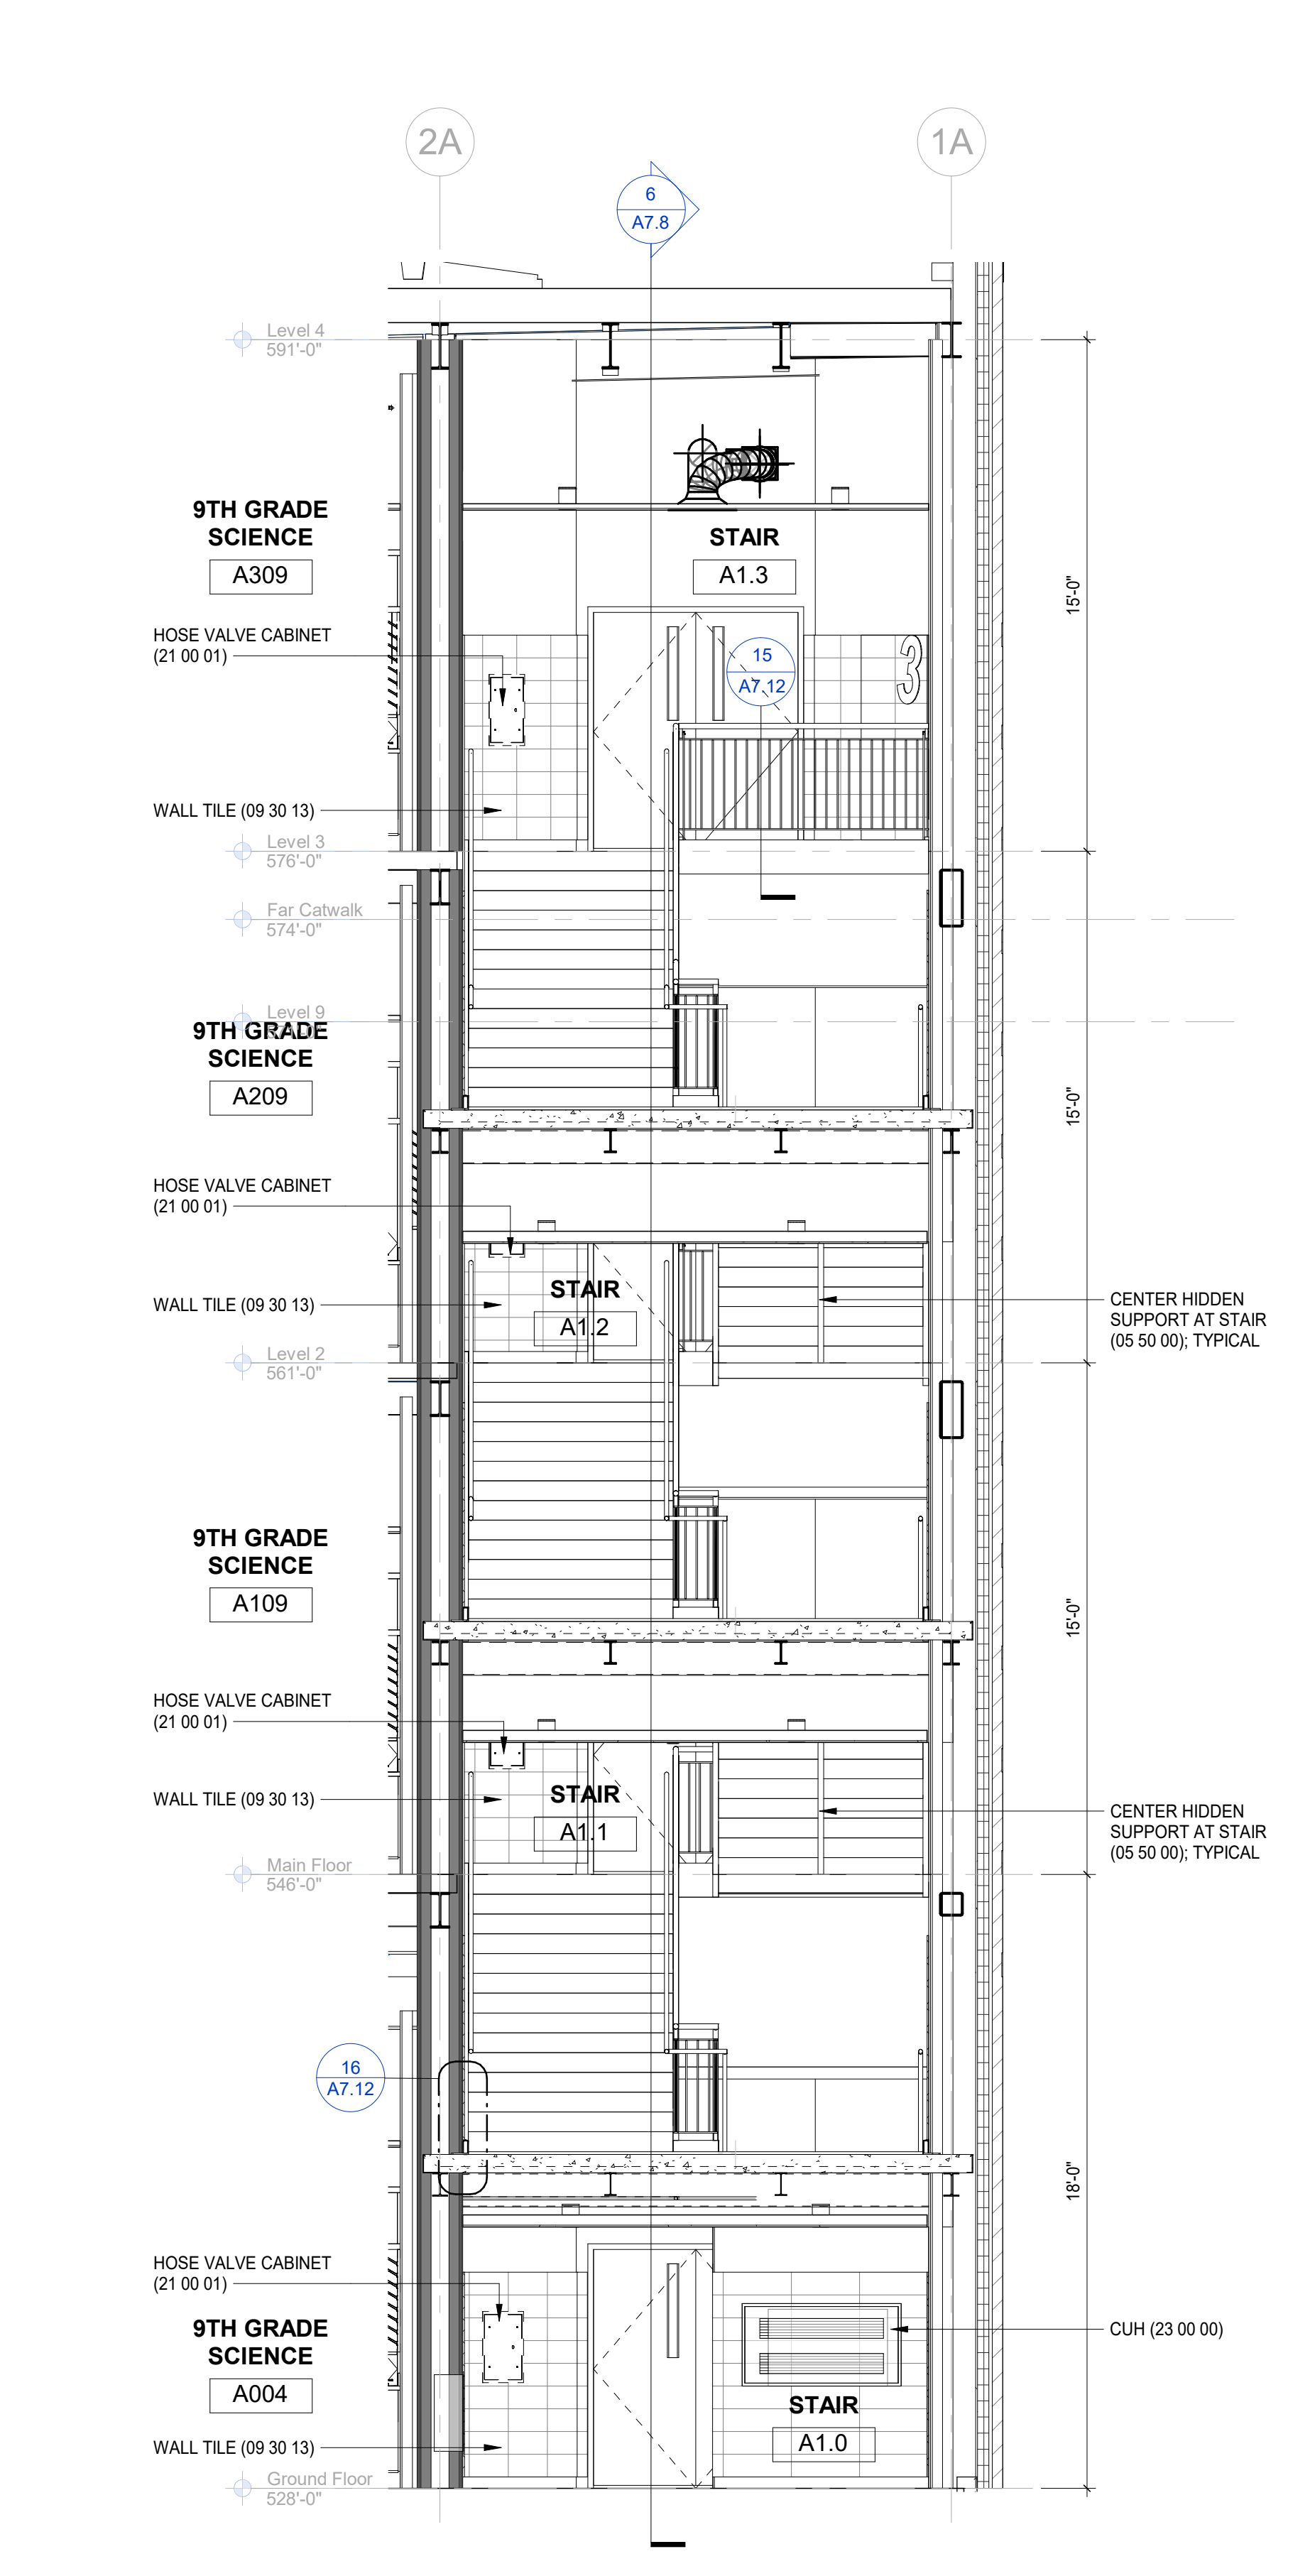 2A
1A
6
A7.8
Level 4
591'-0"
9TH GRADE
SCIENCE
A309
STAIR
A1.3
15'-0"
HOSE VALVE CABINET
(21 00 01)
15
A7.12
3
WALL TILE (09 30 13)
Level 3
576'-0"
Far Catwalk
574'-0"
Level 9
9TH GRADE
SCIENCE
A209
15'-0"
HOSE VALVE CABINET
(21 00 01)
STAIR
A1.2
WALL TILE (09 30 13)
CENTER HIDDEN
SUPPORT AT STAIR
(05 50 00); TYPICAL
Level 2
561'-0"
9TH GRADE
SCIENCE
A109
15'-0"
HOSE VALVE CABINET
(21 00 01)
STAIR
A1.1
WALL TILE (09 30 13)
CENTER HIDDEN
SUPPORT AT STAIR
(05 50 00); TYPICAL
Main Floor
546'-0"
16
A7.12
18'-0"
HOSE VALVE CABINET
(21 00 01)
9TH GRADE
SCIENCE
A004
CUH (23 00 00)
STAIR
A1.0
WALL TILE (09 30 13)
Ground Floor
528'-0"